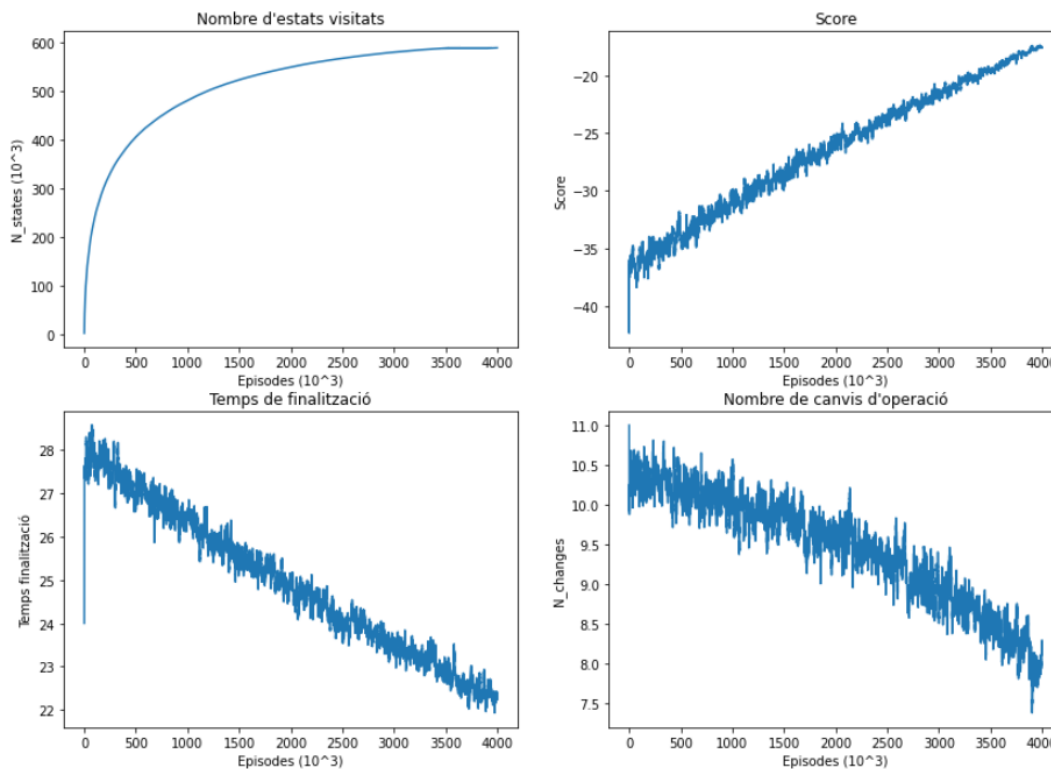 Nombre d'estats visitats
600
500
400
300
200
100
0
N_states (10^3)
0 500 1000 1500 2000 2500 3000 3500 4000
Episodes (10^3)
Score
−20
−25
−30
−35
−40
Score
0 500 1000 1500 2000 2500 3000 3500 4000
Episodes (10^3)
Temps de finalització
28
27
26
25
24
23
22
Temps finalització
0 500 1000 1500 2000 2500 3000 3500 4000
Episodes (10^3)
Nombre de canvis d'operació
11.0
10.5
10.0
9.5
9.0
8.5
8.0
7.5
N_changes
0 500 1000 1500 2000 2500 3000 3500 4000
Episodes (10^3)